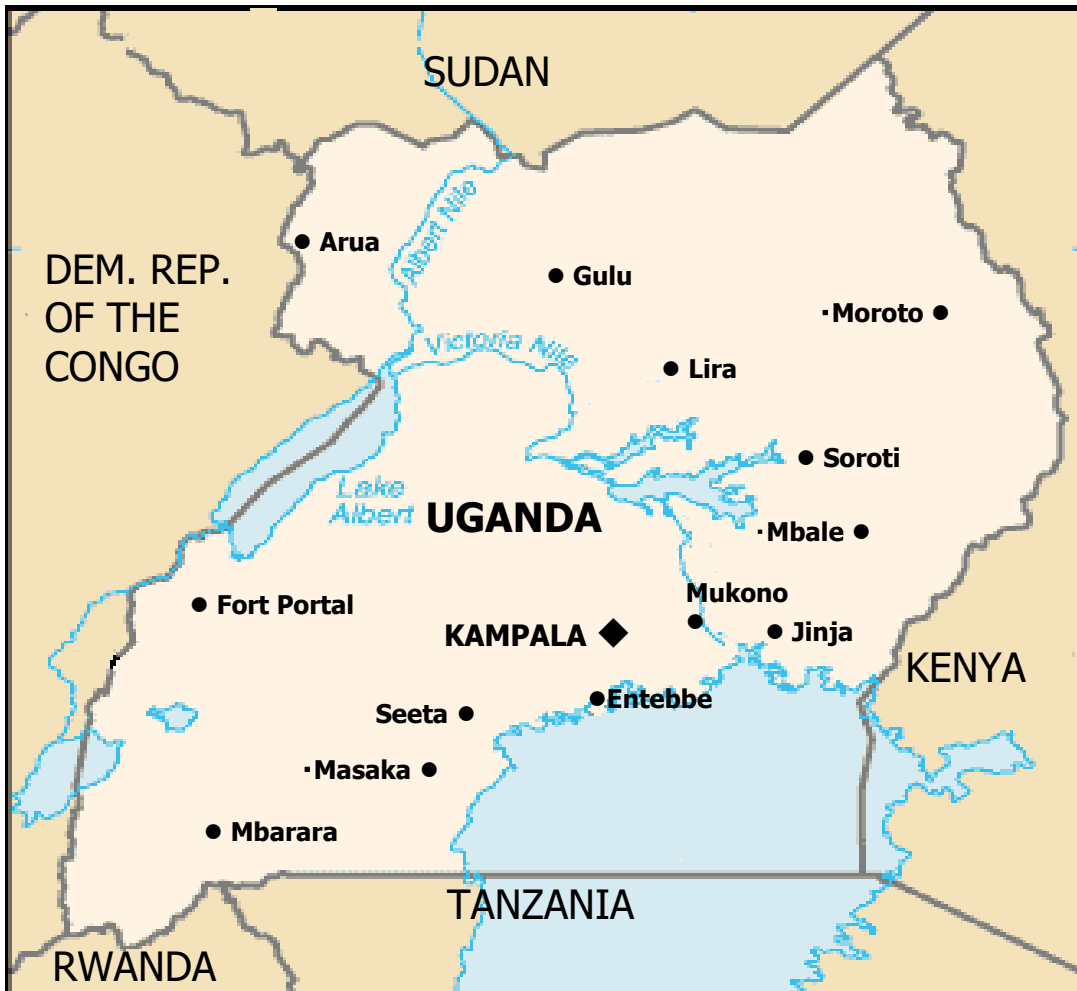 SUDAN
Albert Nile
Arua
DEM. REP.
OF THE
CONGO
Gulu
Moroto
Victoria Nile
Lira
Soroti
Lake
Albert
UGANDA
Mbale
Mukono
Fort Portal
KAMPALA
Jinja
KENYA
Entebbe
Seeta
Masaka
Mbarara
TANZANIA
RWANDA